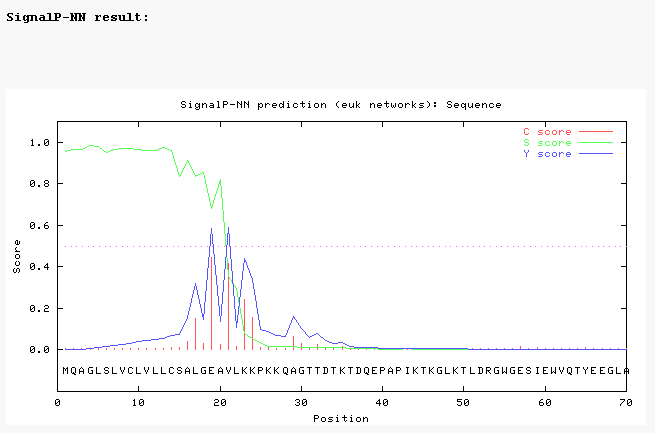 SignalP-NN result:
SignalP-NN prediction (euk networks): Sequence
C score
S score
Y score
1.0
0.8
0.6
0.4
0.2
0.0
Score
MQAGLSLVCLVLLCSALGEAVLKKPKKQAGTTDTKTDQEPAPIKTKGLKTLDRGWGESIEWVQTYEEGLA
0 10 20 30 40 50 60 70
Position